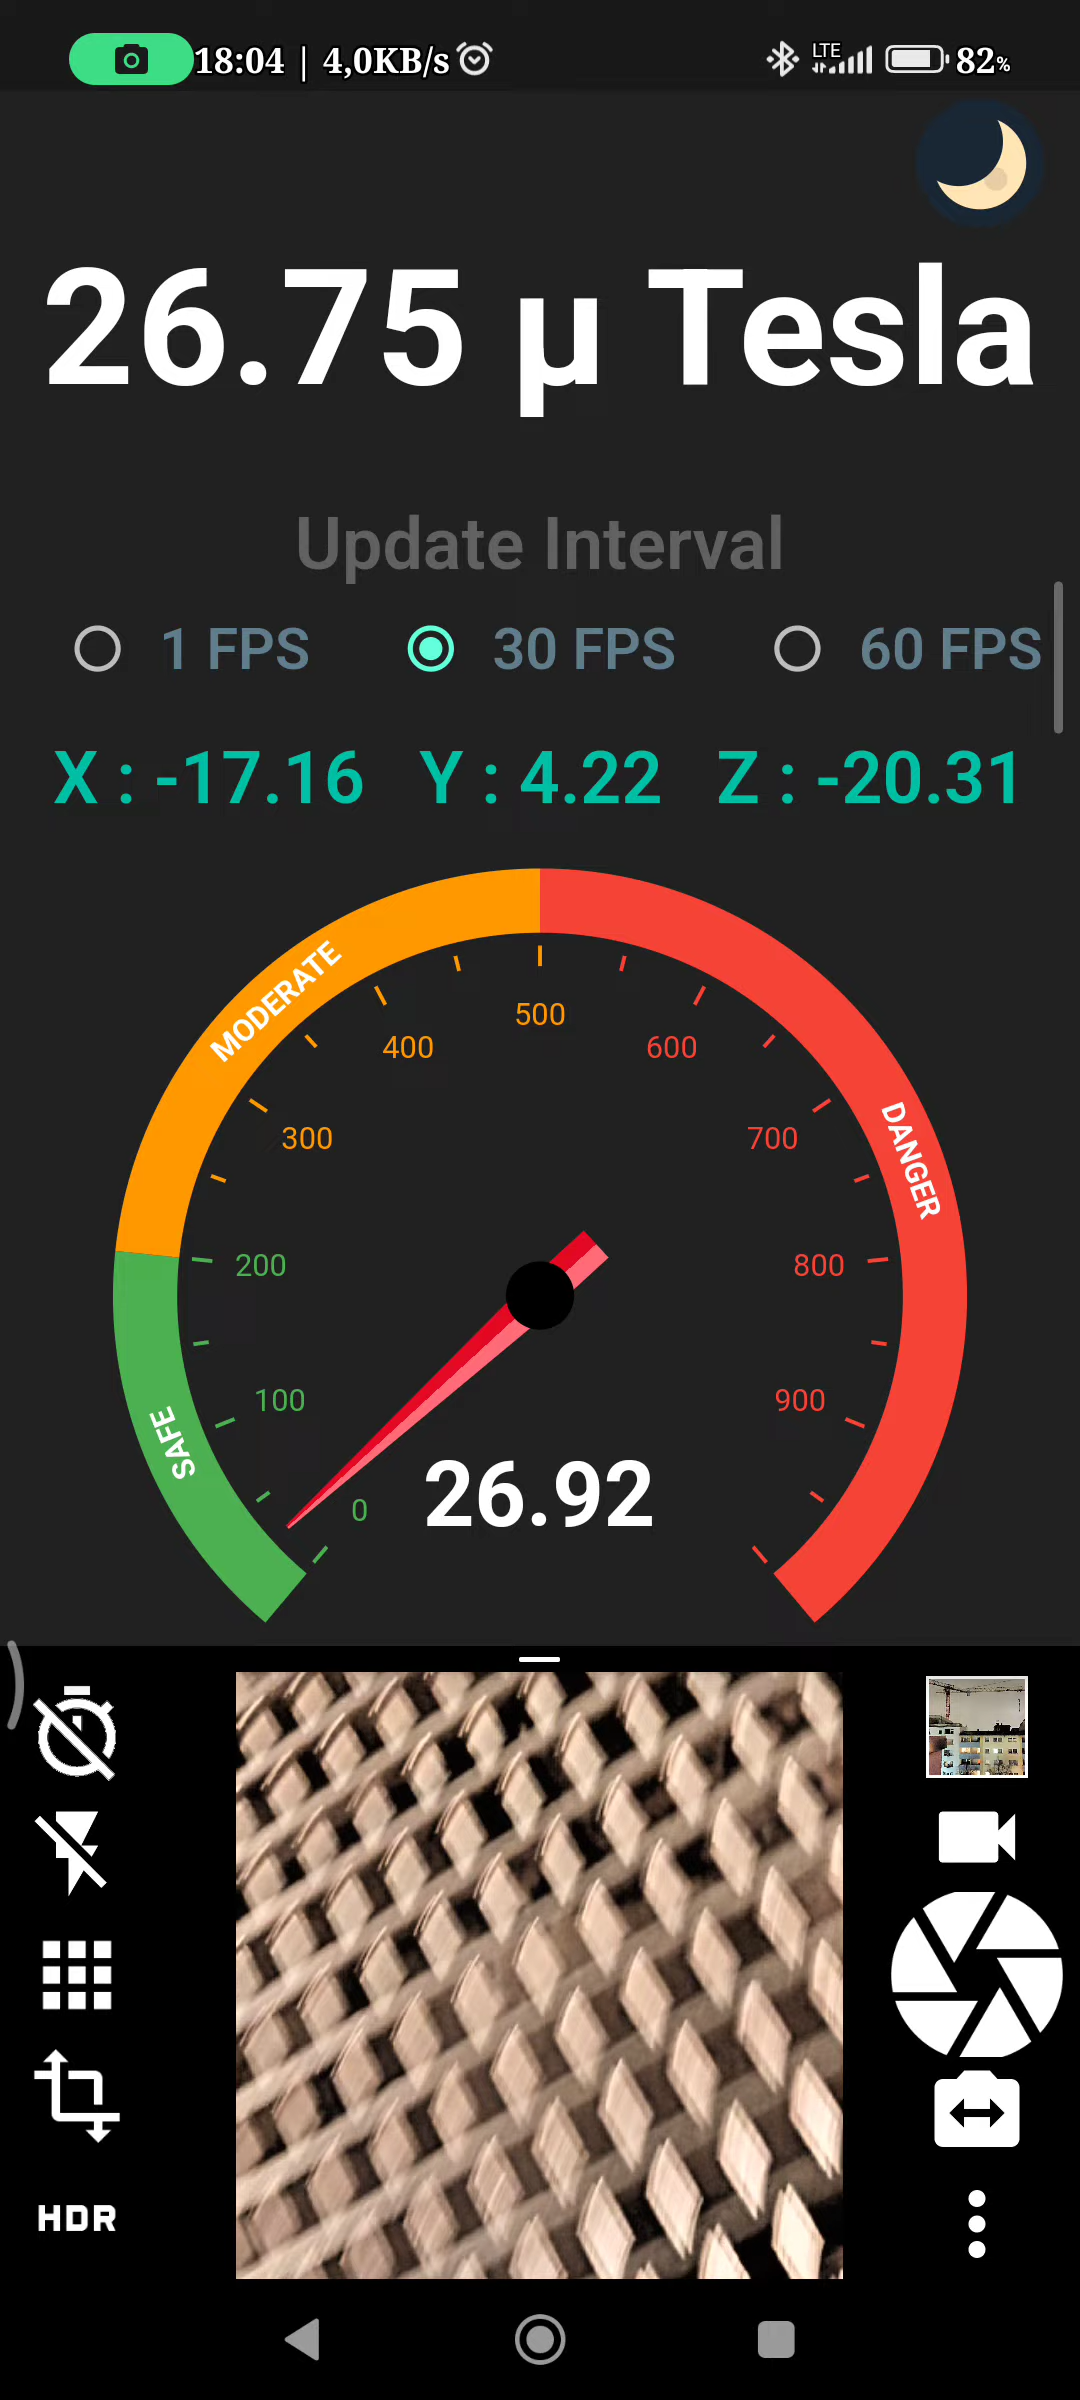 18:04 | 4,0KB/s LTE 82%
26.75 µ Tesla
Update Interval
1 FPS 30 FPS 60 FPS
X : -17.16 Y : 4.22 Z : -20.31
MODERATE
500
400 600
DANGER
300 700
200 800
SAFE
100 900
0
26.92
HDR